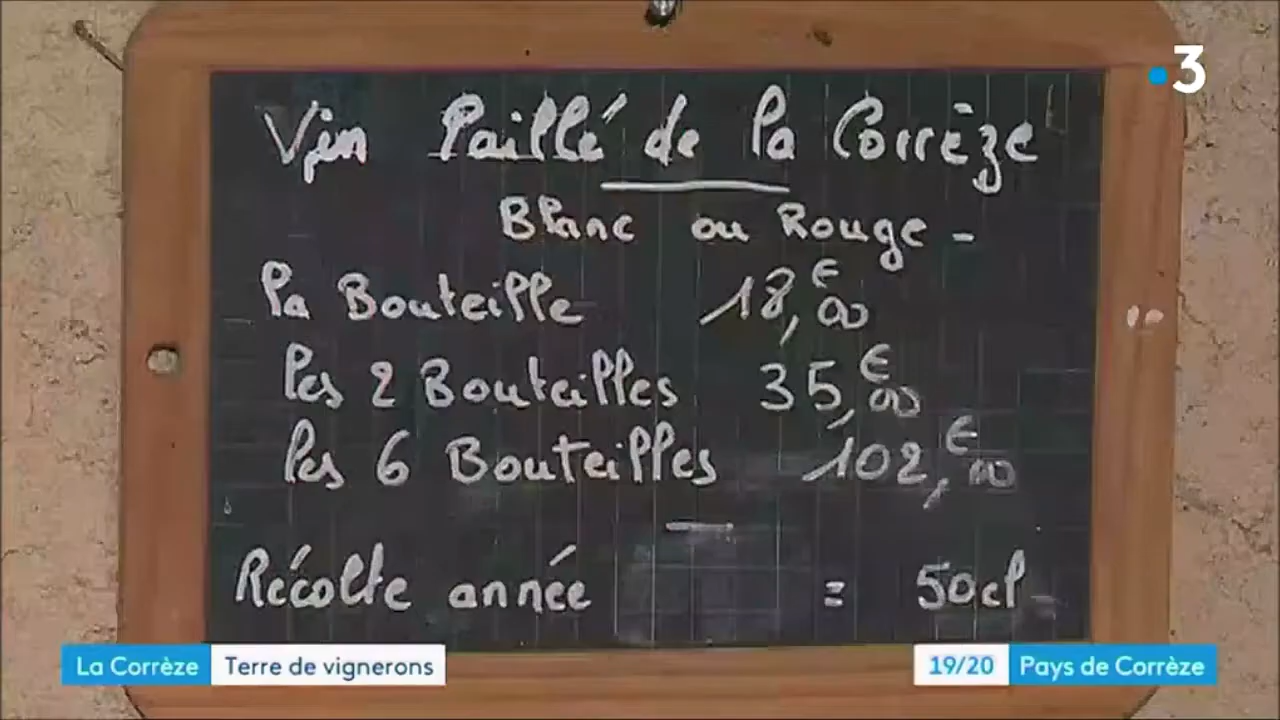 3
Vin Paillé de la Corrèze
Blanc ou Rouge -
la Bouteille 18,€00
les 2 Bouteilles 35,€00
les 6 Bouteilles 102,€00
Récolte année = 50cl
La Corrèze Terre de vignerons
19/20 Pays de Corrèze